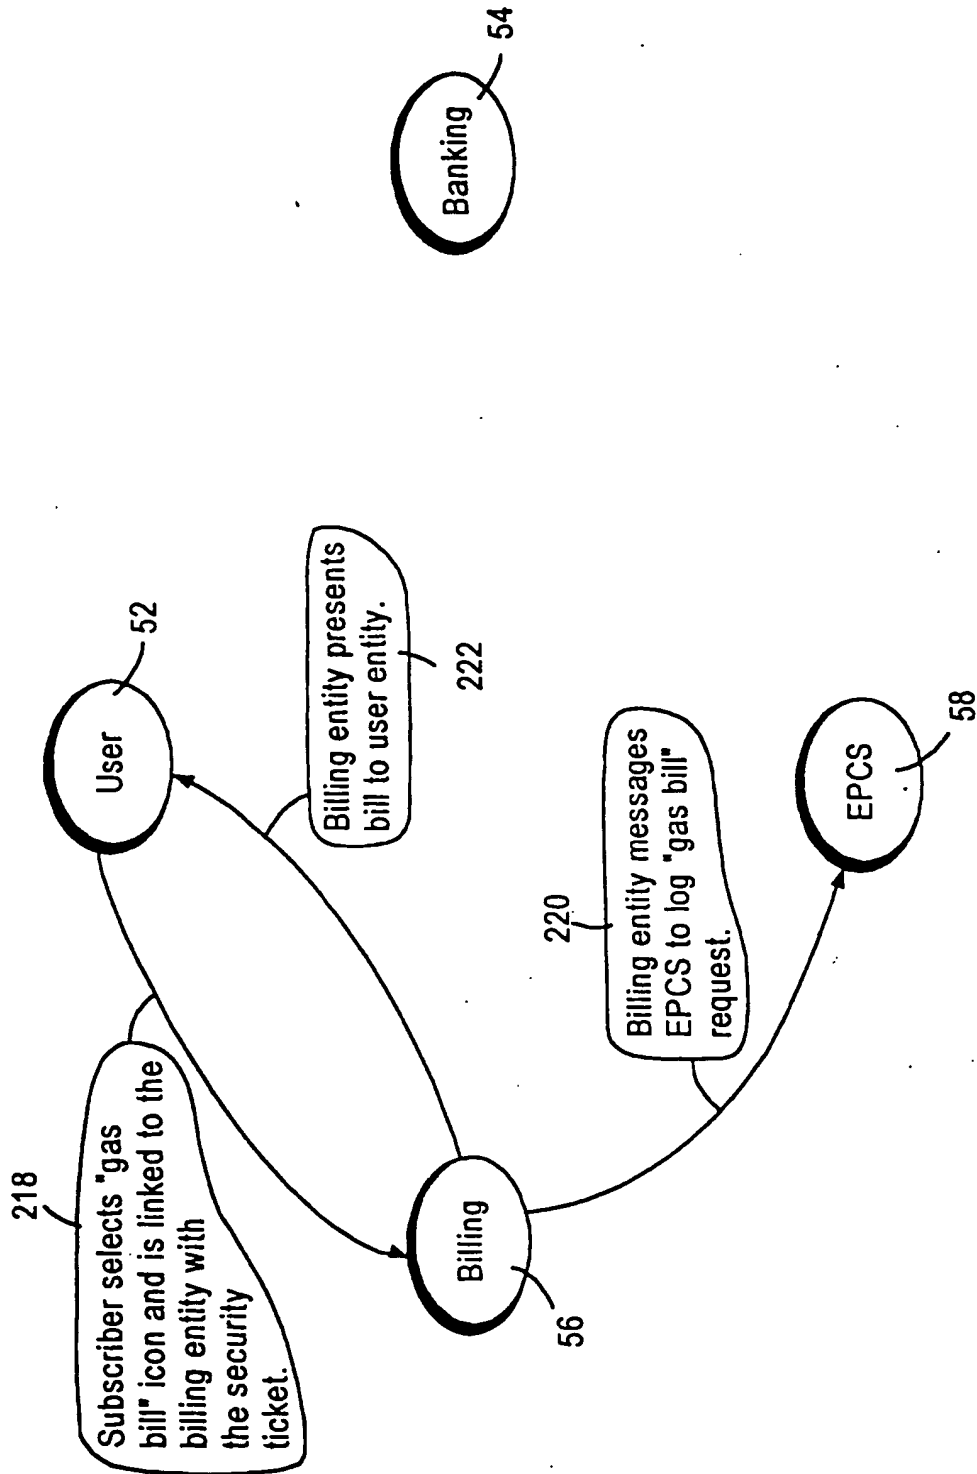 218
Subscriber selects "gas
bill" icon and is linked to the
billing entity with
the security
ticket.
User
52
Billing entity presents
bill to user entity.
222
Banking
54
Billing
56
220
Billing entity messages
EPCS to log "gas bill"
request.
EPCS
58